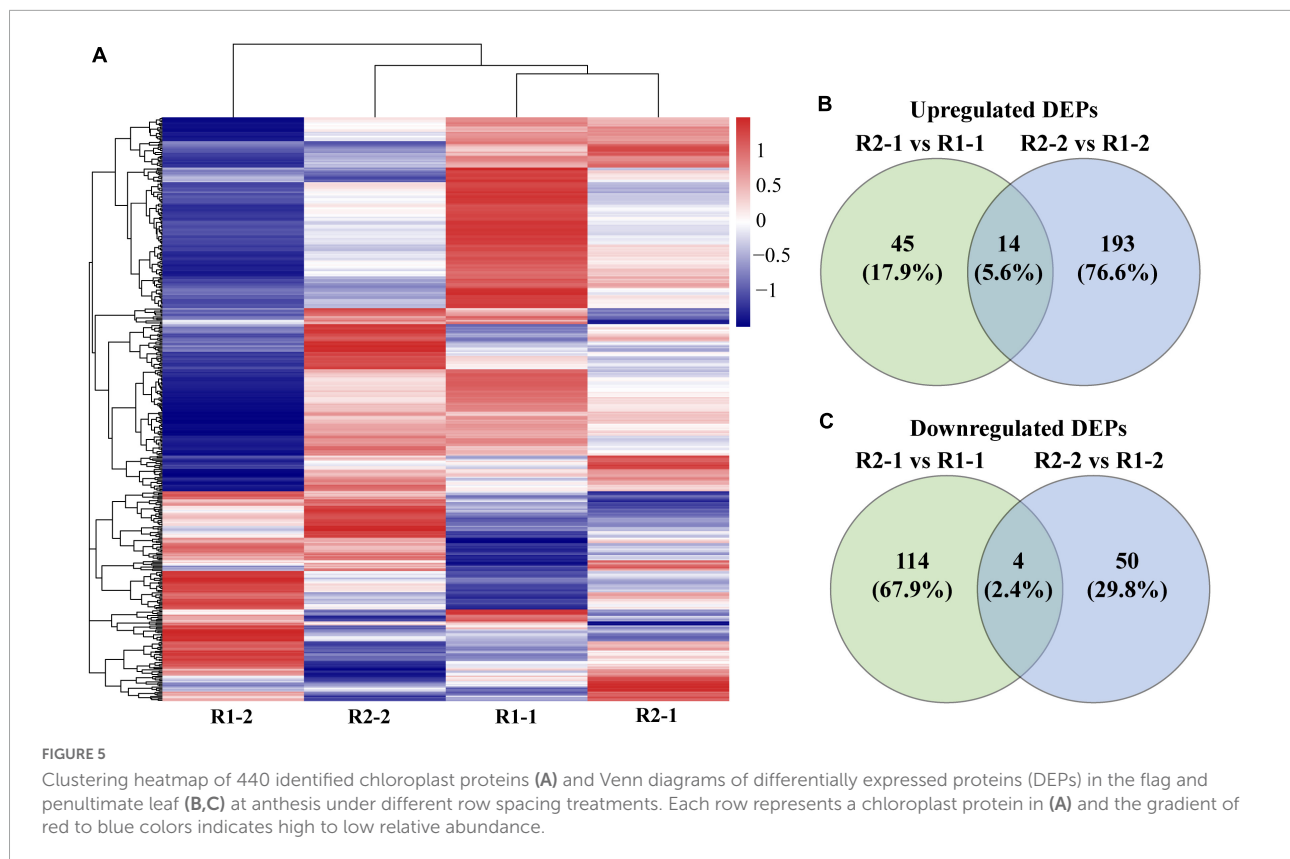 A
1
0.5
0
−0.5
−1
R1-2 R2-2 R1-1 R2-1
B
Upregulated DEPs
R2-1 vs R1-1 R2-2 vs R1-2
45 14 193
(17.9%) (5.6%) (76.6%)
C
Downregulated DEPs
R2-1 vs R1-1 R2-2 vs R1-2
114 4 50
(67.9%) (2.4%) (29.8%)
FIGURE 5
Clustering heatmap of 440 identified chloroplast proteins (A) and Venn diagrams of differentially expressed proteins (DEPs) in the flag and
penultimate leaf (B,C) at anthesis under different row spacing treatments. Each row represents a chloroplast protein in (A) and the gradient of
red to blue colors indicates high to low relative abundance.